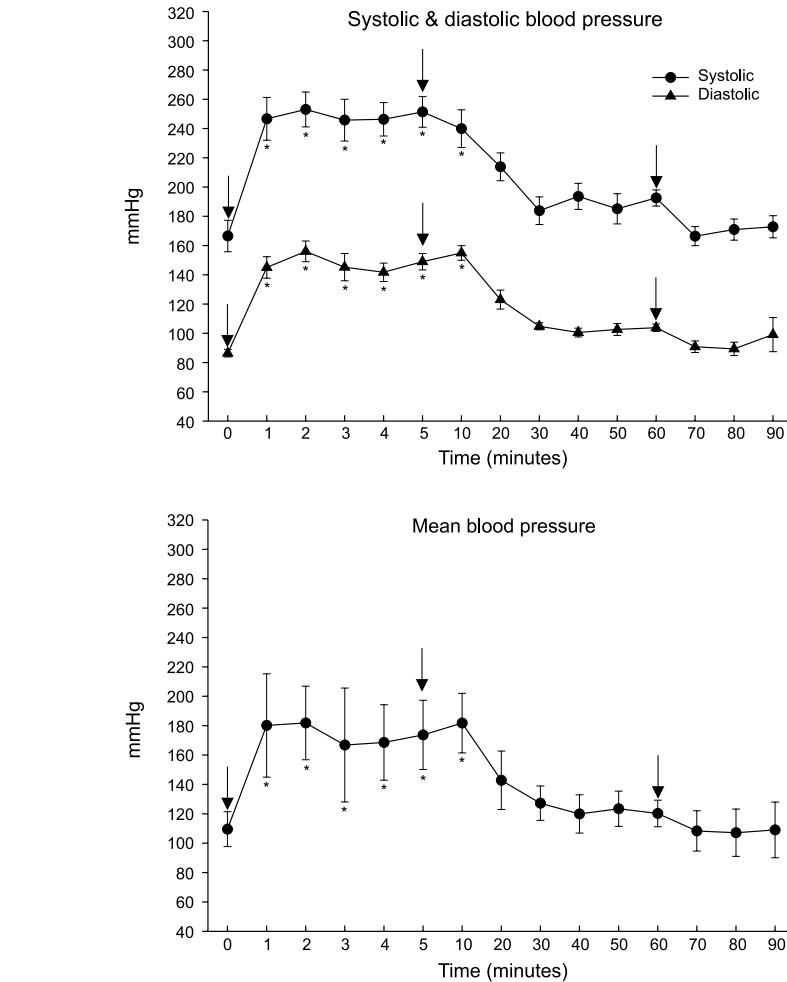 Systolic & diastolic blood pressure
320
300
280
260
240
220
200
180
160
140
120
100
80
60
40
mmHg
Systolic
Diastolic
* * * * * *
* * * * * *
0 1 2 3 4 5 10 20 30 40 50 60 70 80 90
Time (minutes)
Mean blood pressure
320
300
280
260
240
220
200
180
160
140
120
100
80
60
40
mmHg
* * * * * *
0 1 2 3 4 5 10 20 30 40 50 60 70 80 90
Time (minutes)